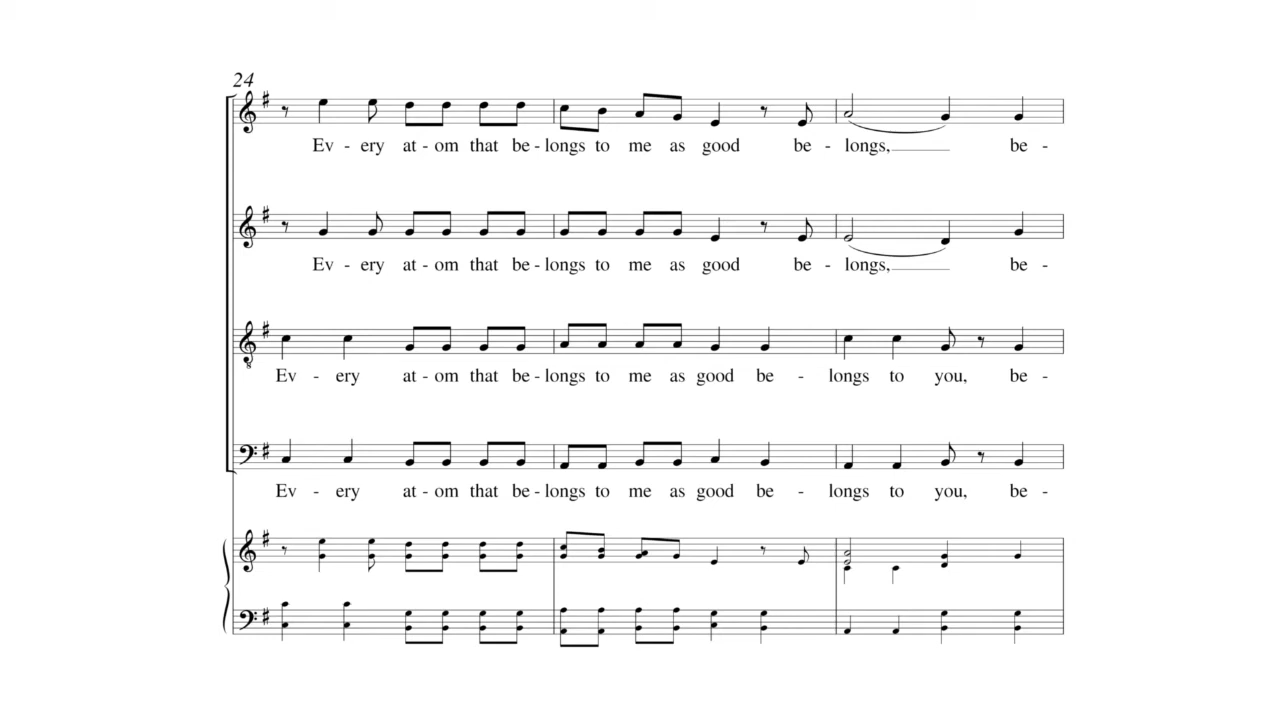 24
Ev - ery at - om that be - longs to me as good be - longs, be -
Ev - ery at - om that be - longs to me as good be - longs, be -
Ev - ery at - om that be - longs to me as good be - longs to you, be -
Ev - ery at - om that be - longs to me as good be - longs to you, be -